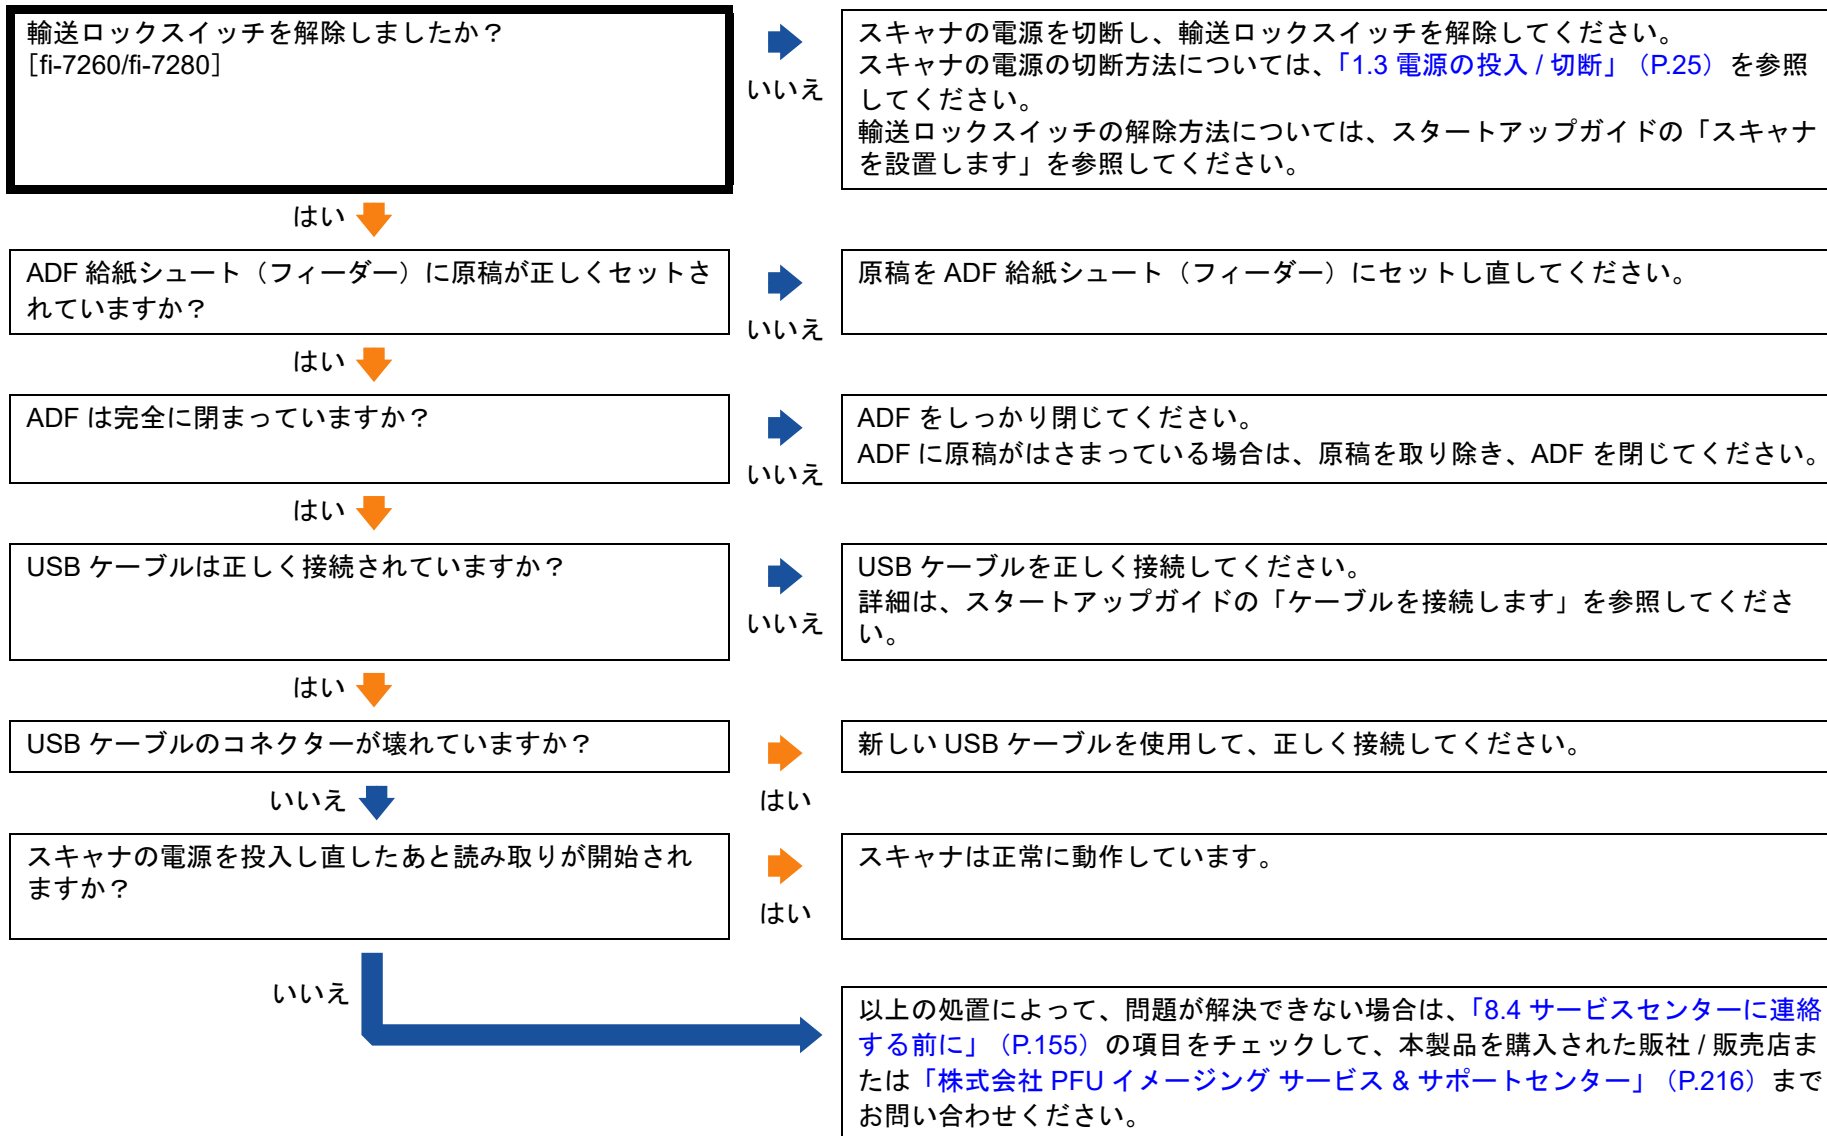 輸送ロックスイッチを解除しましたか？
［fi-7260/fi-7280］
いいえ
スキャナの電源を切断し、輸送ロックスイッチを解除してください。
スキャナの電源の切断方法については、「1.3 電源の投入 / 切断」（P.25）を参照
してください。
輸送ロックスイッチの解除方法については、スタートアップガイドの「スキャナ
を設置します」を参照してください。
はい
ADF 給紙シュート（フィーダー）に原稿が正しくセットさ
れていますか？
いいえ
原稿を ADF 給紙シュート（フィーダー）にセットし直してください。
はい
ADF は完全に閉まっていますか？
いいえ
ADF をしっかり閉じてください。
ADF に原稿がはさまっている場合は、原稿を取り除き、ADF を閉じてください。
はい
USB ケーブルは正しく接続されていますか？
いいえ
USB ケーブルを正しく接続してください。
詳細は、スタートアップガイドの「ケーブルを接続します」を参照してくださ
い。
はい
USB ケーブルのコネクターが壊れていますか？
はい
新しい USB ケーブルを使用して、正しく接続してください。
いいえ
スキャナの電源を投入し直したあと読み取りが開始され
ますか？
はい
スキャナは正常に動作しています。
いいえ
以上の処置によって、問題が解決できない場合は、「8.4 サービスセンターに連絡
する前に」（P.155）の項目をチェックして、本製品を購入された販社 / 販売店ま
たは「株式会社 PFU イメージング サービス & サポートセンター」（P.216）まで
お問い合わせください。